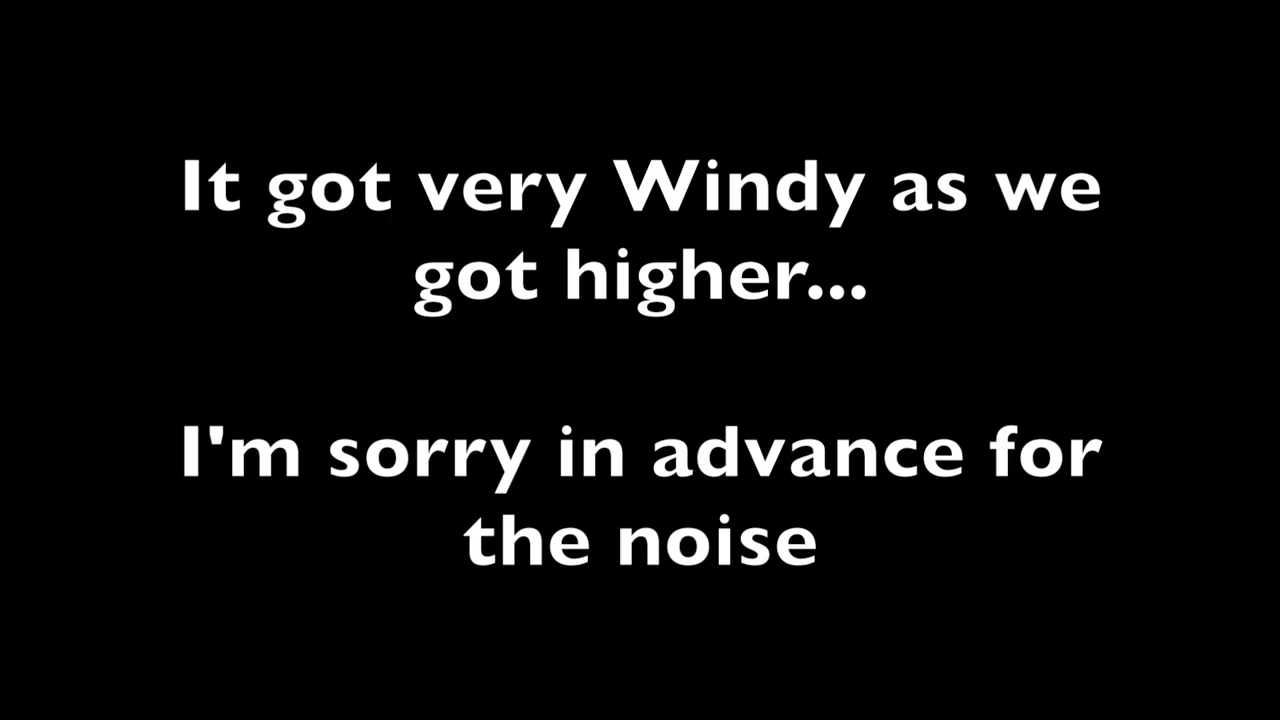 It got very Windy as we
got higher...
I'm sorry in advance for
the noise